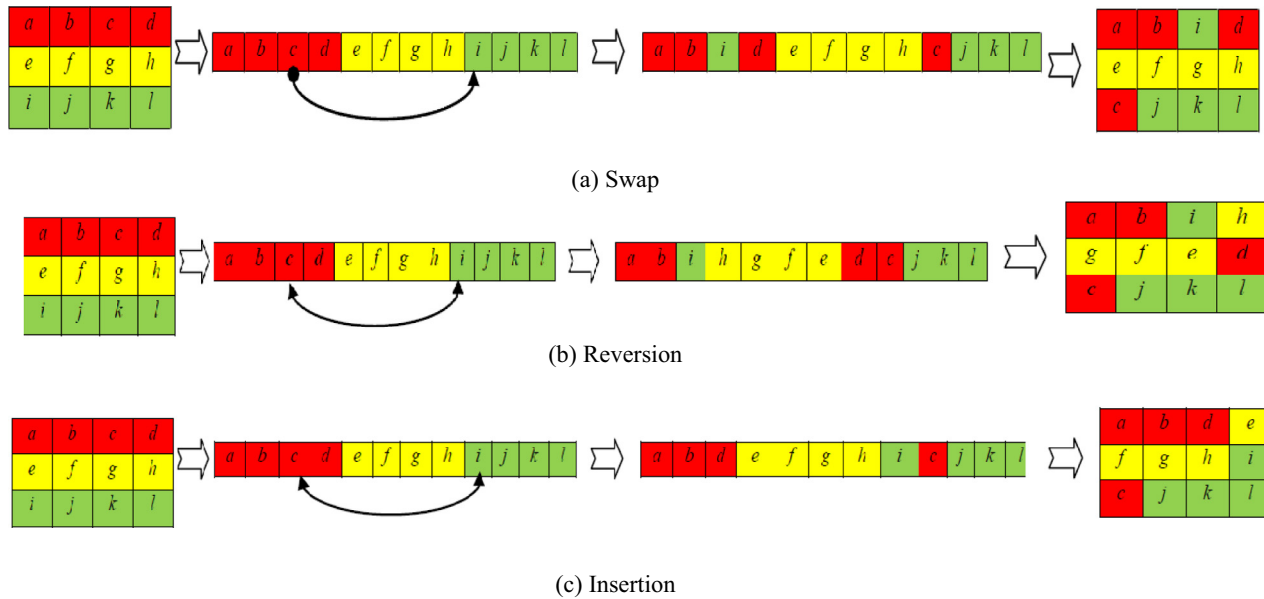 a b c d
e f g h
i j k l
a b c d e f g h i j k l
a b i d e f g h c j k l
a b i d
e f g h
c j k l
(a) Swap
a b c d
e f g h
i j k l
a b c d e f g h i j k l
a b i h g f e d c j k l
a b i h
g f e d
c j k l
(b) Reversion
a b c d
e f g h
i j k l
a b c d e f g h i j k l
a b d e f g h i c j k l
a b d e
f g h i
c j k l
(c) Insertion